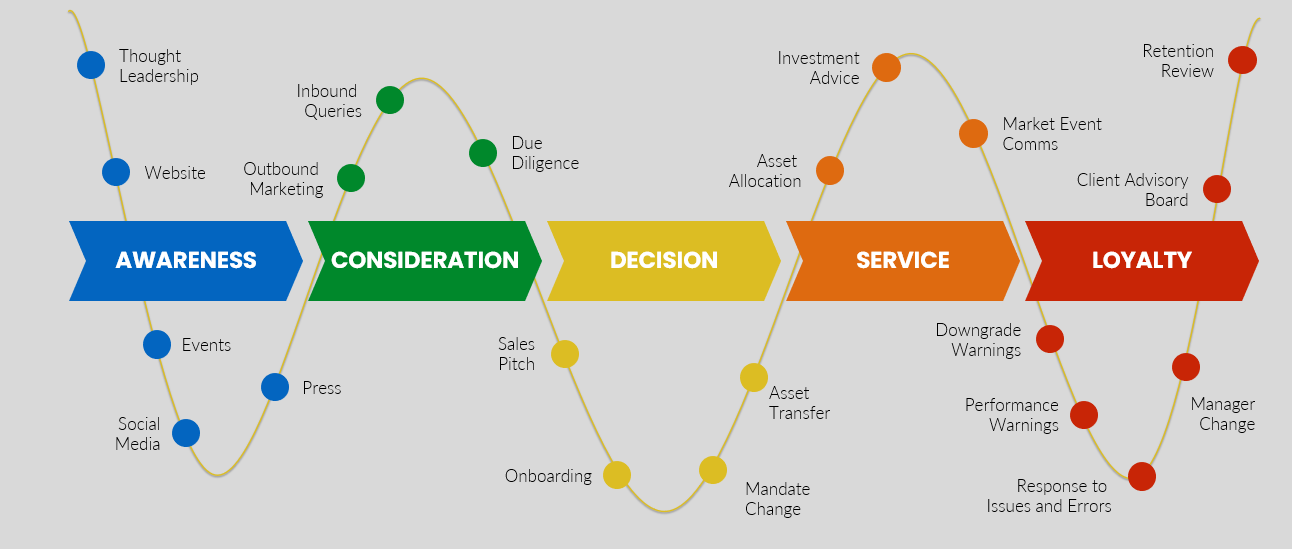 Thought
Leadership
Website
Events
Social
Media
Press
AWARENESS
Outbound
Marketing
Inbound
Queries
Due
Diligence
CONSIDERATION
Sales
Pitch
Onboarding
Mandate
Change
Asset
Transfer
DECISION
Asset
Allocation
Investment
Advice
Market Event
Comms
SERVICE
Downgrade
Warnings
Performance
Warnings
Response to
Issues and Errors
Manager
Change
Client Advisory
Board
Retention
Review
LOYALTY